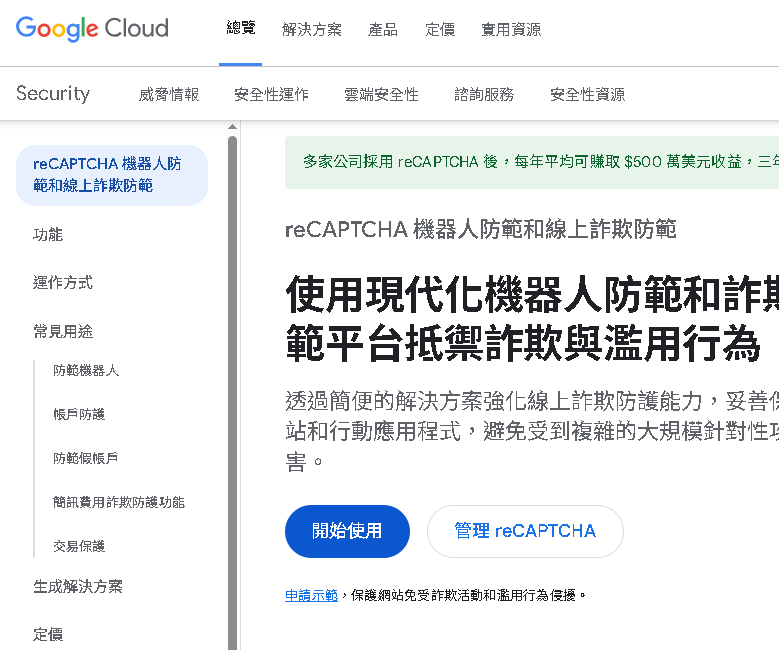 Google Cloud
總覽
解決方案
產品
定價
實用資源
Security
威脅情報
安全性運作
雲端安全性
諮詢服務
安全性資源
reCAPTCHA 機器人防
範和線上詐欺防範
功能
運作方式
常見用途
防範機器人
帳戶防護
防範假帳戶
簡訊費用詐欺防護功能
交易保護
生成解決方案
定價
多家公司採用 reCAPTCHA 後，每年平均可賺取 $500 萬美元收益，三年
reCAPTCHA 機器人防範和線上詐欺防範
使用現代化機器人防範和詐欺
範平台抵禦詐欺與濫用行為
透過簡便的解決方案強化線上詐欺防護能力，妥善保
站和行動應用程式，避免受到複雜的大規模針對性攻
害。
開始使用
管理 reCAPTCHA
申請示範，保護網站免受詐欺活動和濫用行為侵擾。